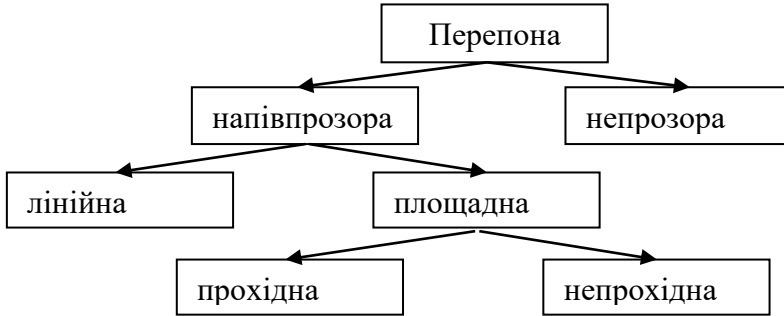 Перепона
напівпрозора
непрозора
лінійна
площадна
прохідна
непрохідна